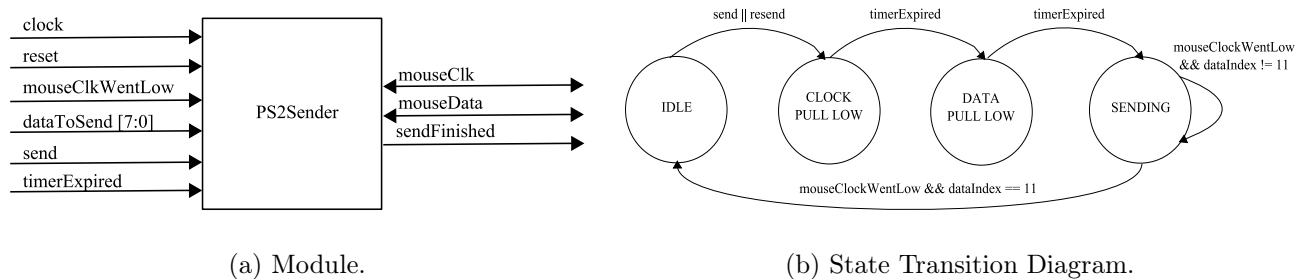 clock
reset
mouseClkWentLow
dataToSend [7:0]
send
timerExpired
PS2Sender
mouseClk
mouseData
sendFinished
(a) Module.
send || resend
timerExpired
timerExpired
mouseClockWentLow
&& dataIndex != 11
IDLE
CLOCK
PULL LOW
DATA
PULL LOW
SENDING
mouseClockWentLow && dataIndex == 11
(b) State Transition Diagram.